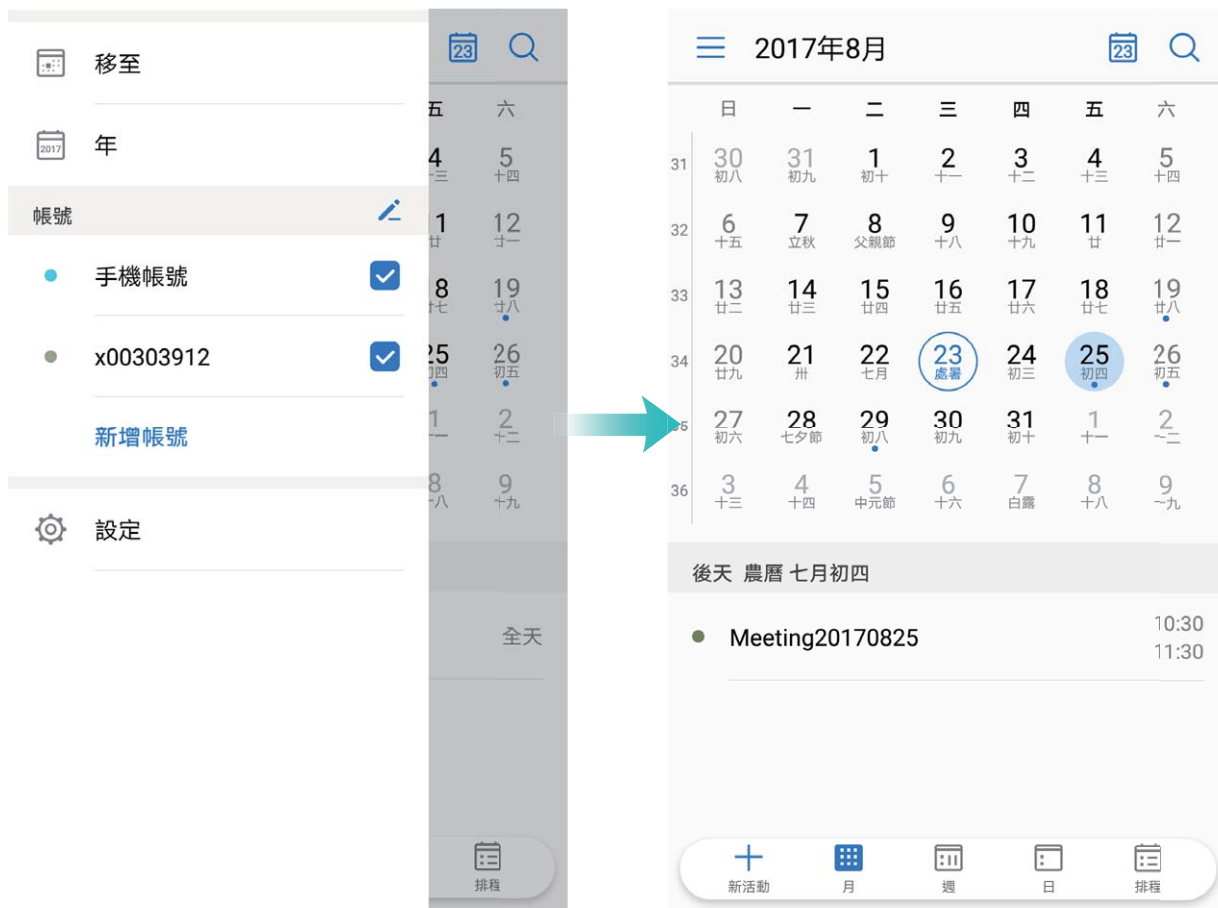 移至
2017 年
帳號
手機帳號
x00303912
新增帳號
設定
23
五 六
4 5
三 十四
1 12
廿 廿一
8 19
廿七 廿八
25 26
初四 初五
1 2
十一 十二
8 9
十八 十九
全天
排程
2017年8月 23
日 一 二 三 四 五 六
31 30 31 1 2 3 4 5
初八 初九 初十 十一 十二 十三 十四
32 6 7 8 9 10 11 12
十五 立秋 父親節 十八 十九 廿 廿一
33 13 14 15 16 17 18 19
廿二 廿三 廿四 廿五 廿六 廿七 廿八
34 20 21 22 23 24 25 26
廿九 卅 七月 處暑 初三 初四 初五
35 27 28 29 30 31 1 2
初六 七夕節 初八 初九 初十 十一 十二
36 3 4 5 6 7 8 9
十三 十四 中元節 十六 白露 十八 十九
後天 農曆 七月初四
Meeting20170825 10:30
11:30
新活動 月 週 日 排程